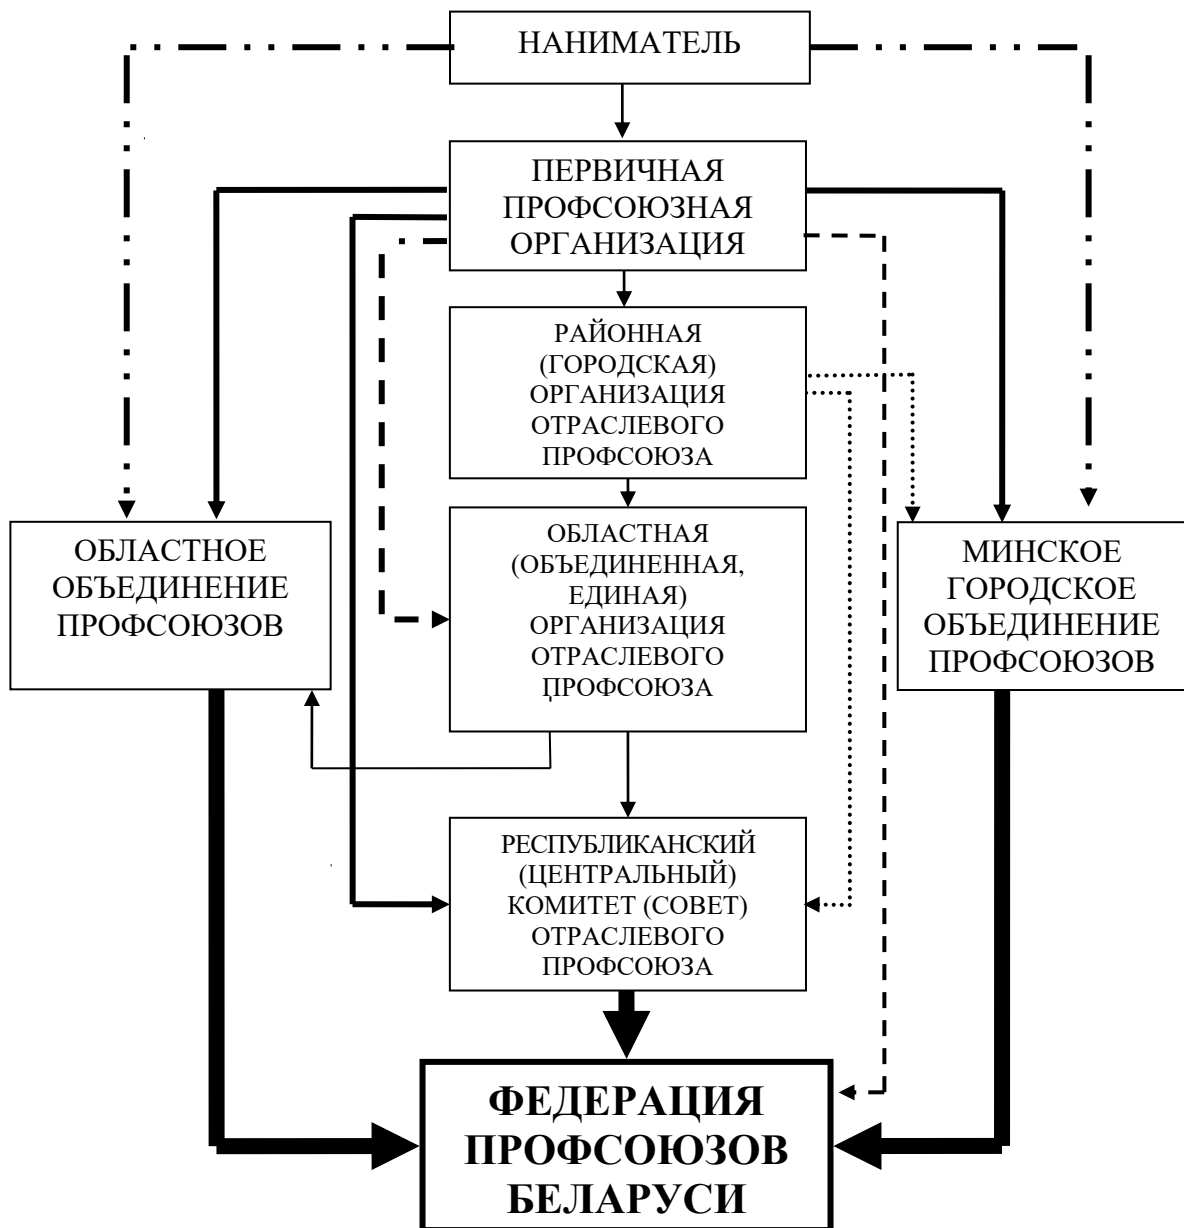 НАНИМАТЕЛЬ
ПЕРВИЧНАЯ
ПРОФСОЮЗНАЯ
ОРГАНИЗАЦИЯ
РАЙОННАЯ
(ГОРОДСКАЯ)
ОРГАНИЗАЦИЯ
ОТРАСЛЕВОГО
ПРОФСОЮЗА
ОБЛАСТНОЕ
ОБЪЕДИНЕНИЕ
ПРОФСОЮЗОВ
ОБЛАСТНАЯ
(ОБЪЕДИНЕННАЯ,
ЕДИНАЯ)
ОРГАНИЗАЦИЯ
ОТРАСЛЕВОГО
ПРОФСОЮЗА
МИНСКОЕ
ГОРОДСКОЕ
ОБЪЕДИНЕНИЕ
ПРОФСОЮЗОВ
РЕСПУБЛИКАНСКИЙ
(ЦЕНТРАЛЬНЫЙ)
КОМИТЕТ (СОВЕТ)
ОТРАСЛЕВОГО
ПРОФСОЮЗА
ФЕДЕРАЦИЯ
ПРОФСОЮЗОВ
БЕЛАРУСИ